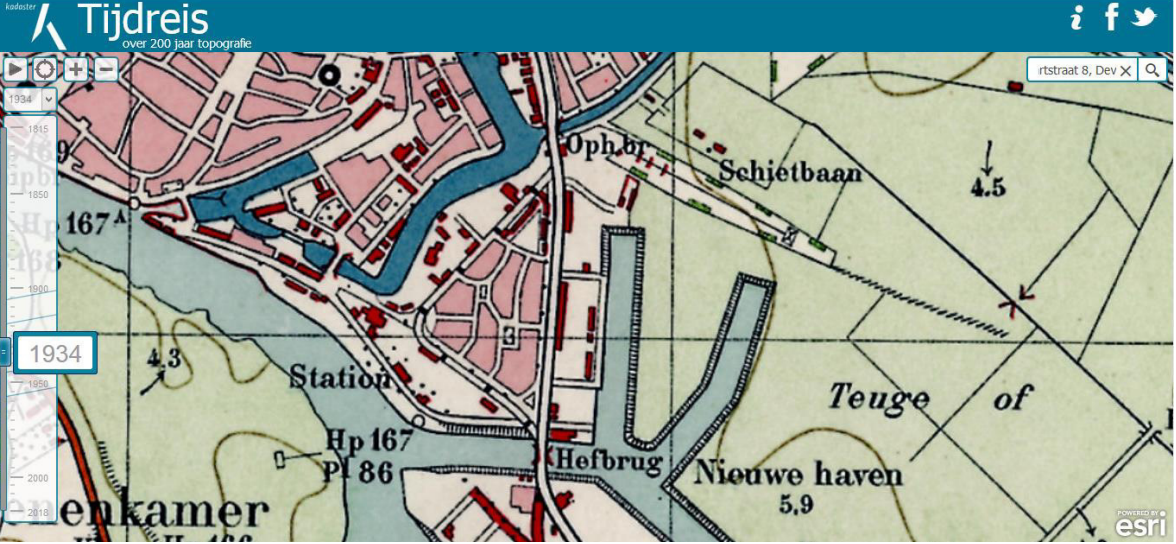 kadaster
Tijdreis
over 200 jaar topografie
rtstraat 8, Dev
1934
1815
1850
1900
1934
1950
2000
2018
Oph.br.
Schietbaan
4.5
167A
4.3
Station
Teuge of
Hp 167
Pl 86
Hefbrug
Nieuwe haven
5.9
enkamer
POWERED BY
esri